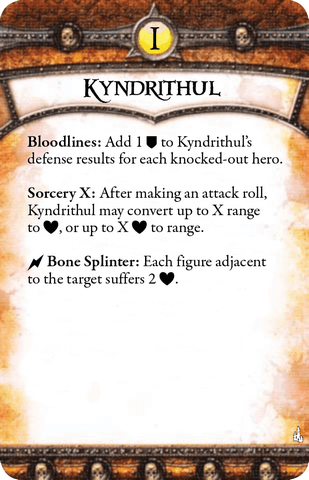 I
Kyndrithul
Bloodlines: Add 1 to Kyndrithul's
defense results for each knocked-out hero.
Sorcery X: After making an attack roll,
Kyndrithul may convert up to X range
to ♥, or up to X ♥ to range.
Bone Splinter: Each figure adjacent
to the target suffers 2 ♥.